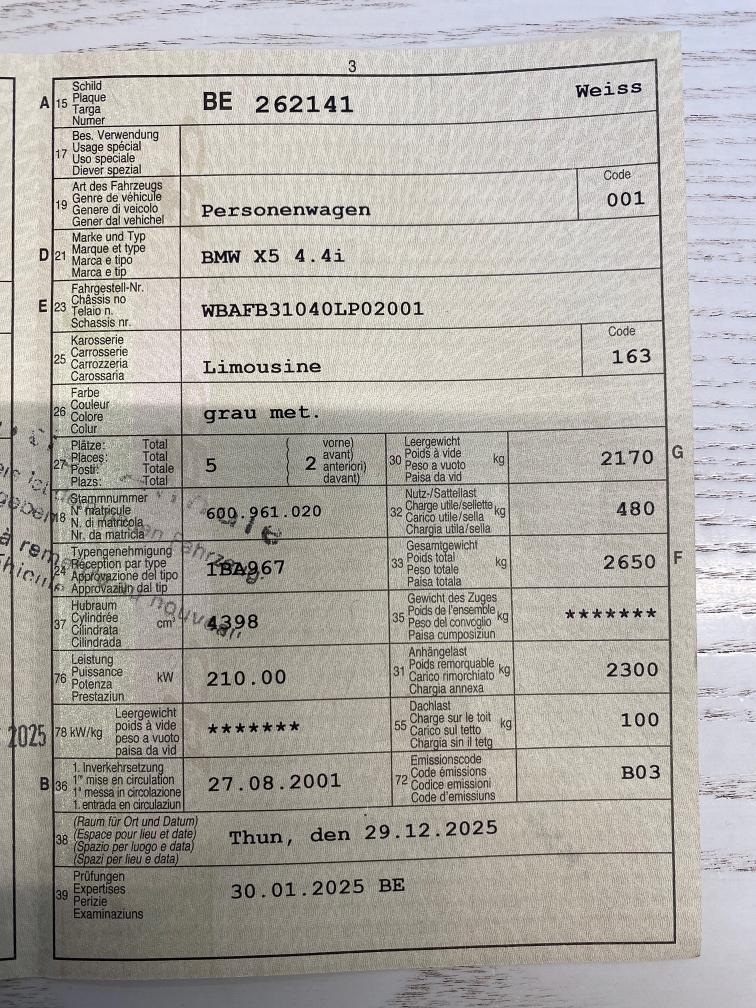 3
A 15 Schild
Plaque
Targa
Numer
BE 262141 Weiss
17 Bes. Verwendung
Usage spécial
Uso speciale
Diever spezial
19 Art des Fahrzeugs
Genre de véhicule
Genere di veicolo
Gener dal vehichel
Personenwagen
Code
001
D 21 Marke und Typ
Marque et type
Marca e tipo
Marca e tip
BMW X5 4.4i
E 23 Fahrgestell-Nr.
Châssis no
Telaio n.
Schassis nr.
WBAFB31040LP02001
25 Karosserie
Carrosserie
Carrozzeria
Carossaria
Limousine
Code
163
26 Farbe
Couleur
Colore
Colur
grau met.
27 Plätze: Total
Places: Total
Posti: Totale
Plazs: Total
5
2
vorne)
avant)
anteriori)
davant)
30 Leergewicht
Poids à vide
Peso a vuoto
Paisa da vid
kg
2170 G
18 Stammnummer
N° matricule
N. di matricola
Nr. da matricla
600.961.020
32 Nutz-/Sattellast
Charge utile/sellette kg
Carico utile/sella
Chargia utila/sella
480
24 Typengenehmigung
Réception par type
Approvazione del tipo
Approvaziun dal tip
1BA967
33 Gesamtgewicht
Poids total
Peso totale
Paisa totala
kg
2650 F
37 Hubraum
Cylindrée
Cilindrata
Cilindrada
cm³
4398
35 Gewicht des Zuges
Poids de l'ensemble kg
Peso del convoglio
Paisa cumposiziun
*******
76 Leistung
Puissance
Potenza
Prestaziun
kW
210.00
31 Anhängelast
Poids remorquable kg
Carico rimorchiato
Chargia annexa
2300
2025
78 kW/kg
Leergewicht
poids à vide
peso a vuoto
paisa da vid
*******
55 Dachlast
Charge sur le toit kg
Carico sul tetto
Chargia sin il tetg
100
B 36 1. Inverkehrsetzung
1re mise en circulation
1a messa in circolazione
1. entrada en circulaziun
27.08.2001
72 Emissionscode
Code émissions
Codice emissioni
Code d'emissiuns
B03
38 (Raum für Ort und Datum)
(Espace pour lieu et date)
(Spazio per luogo e data)
(Spazi per lieu e data)
Thun, den 29.12.2025
39 Prüfungen
Expertises
Perizie
Examinaziuns
30.01.2025 BE